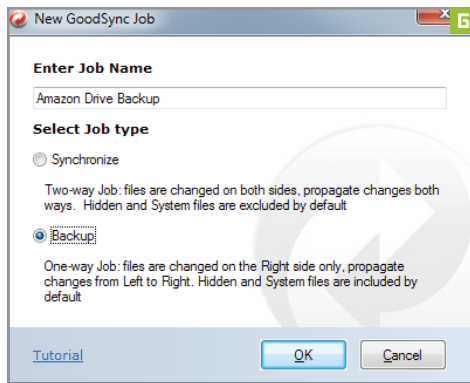 New GoodSync Job
G
Enter Job Name
Amazon Drive Backup
Select Job type
Synchronize
Two-way Job: files are changed on both sides, propagate changes both
ways. Hidden and System files are excluded by default
Backup
One-way Job: files are changed on the Right side only, propagate
changes from Left to Right. Hidden and System files are included by
default
Tutorial
OK
Cancel